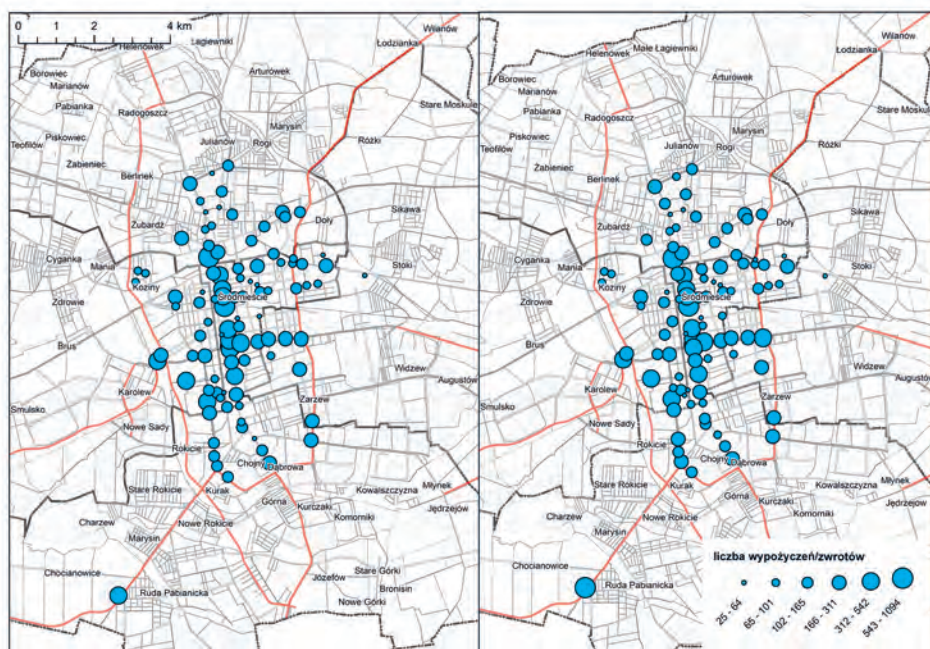 0 1 2 4 km
Wilanów
Łodzianka
Łagiewniki
Helenówek
Borowiec
Arturówek
Marianów
Pabianka
Radogoszcz
Stare Moskule
Marysin
Piskowiec
Teofilów
Julianów
Rogi
Różki
Żabieniec
Berlinek
Sikawa
Żubardź
Doły
Cyganka
Mania
Stoki
Koziny
Śródmieście
Zdrowie
Brus
Widzew
Karolew
Augustów
Smulsko
Zarzew
Nowe Sady
Rokicie
Chojny
Dąbrowa
Stare Rokicie
Kurak
Kowalszczyzna
Młynek
Górna
Jędrzejów
Charzew
Nowe Rokicie
Kurczaki
Komorniki
Marysin
Chocianowice
Stare Górki
Józefów
Ruda Pabianicka
Bronisin
Nowe Górki
Wilanów
Łodzianka
Małe Łagiewniki
Helenówek
Borowiec
Arturówek
Marianów
Pabianka
Radogoszcz
Stare Moskule
Marysin
Piskowiec
Teofilów
Julianów
Rogi
Różki
Żabieniec
Berlinek
Sikawa
Żubardź
Doły
Cyganka
Mania
Stoki
Koziny
Śródmieście
Zdrowie
Brus
Widzew
Karolew
Augustów
Smulsko
Zarzew
Nowe Sady
Rokicie
Chojny
Dąbrowa
Stare Rokicie
Kurak
Kowalszczyzna
Młynek
Górna
Jędrzejów
Charzew
Nowe Rokicie
Kurczaki
Komorniki
Marysin
Chocianowice
Ruda Pabianicka
liczba wypożyczeń/zwrotów
25 - 64
65 - 101
102 - 165
166 - 311
312 - 542
543 - 1094